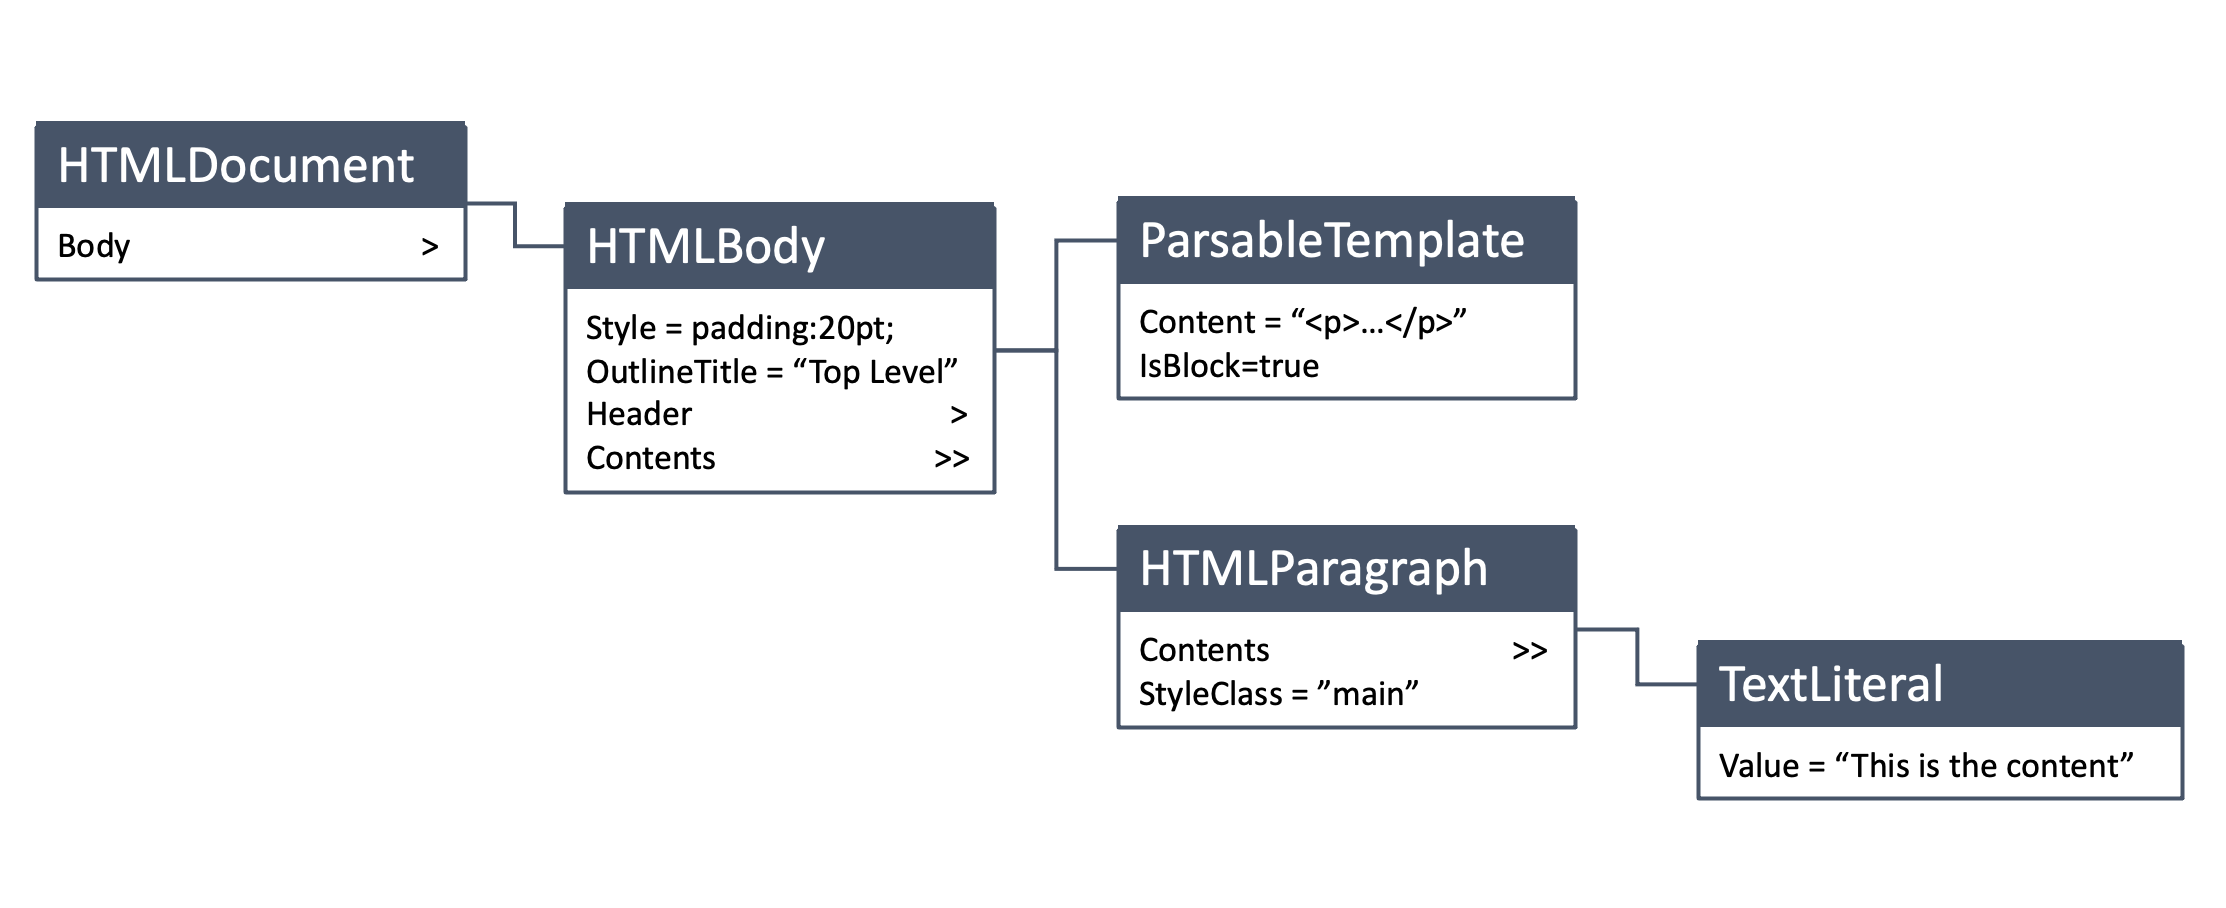 HTMLDocument
Body >
HTMLBody
Style = padding:20pt;
OutlineTitle = “Top Level”
Header >
Contents >>
ParsableTemplate
Content = “<p>...</p>”
IsBlock=true
HTMLParagraph
Contents >>
StyleClass = ”main”
TextLiteral
Value = “This is the content”